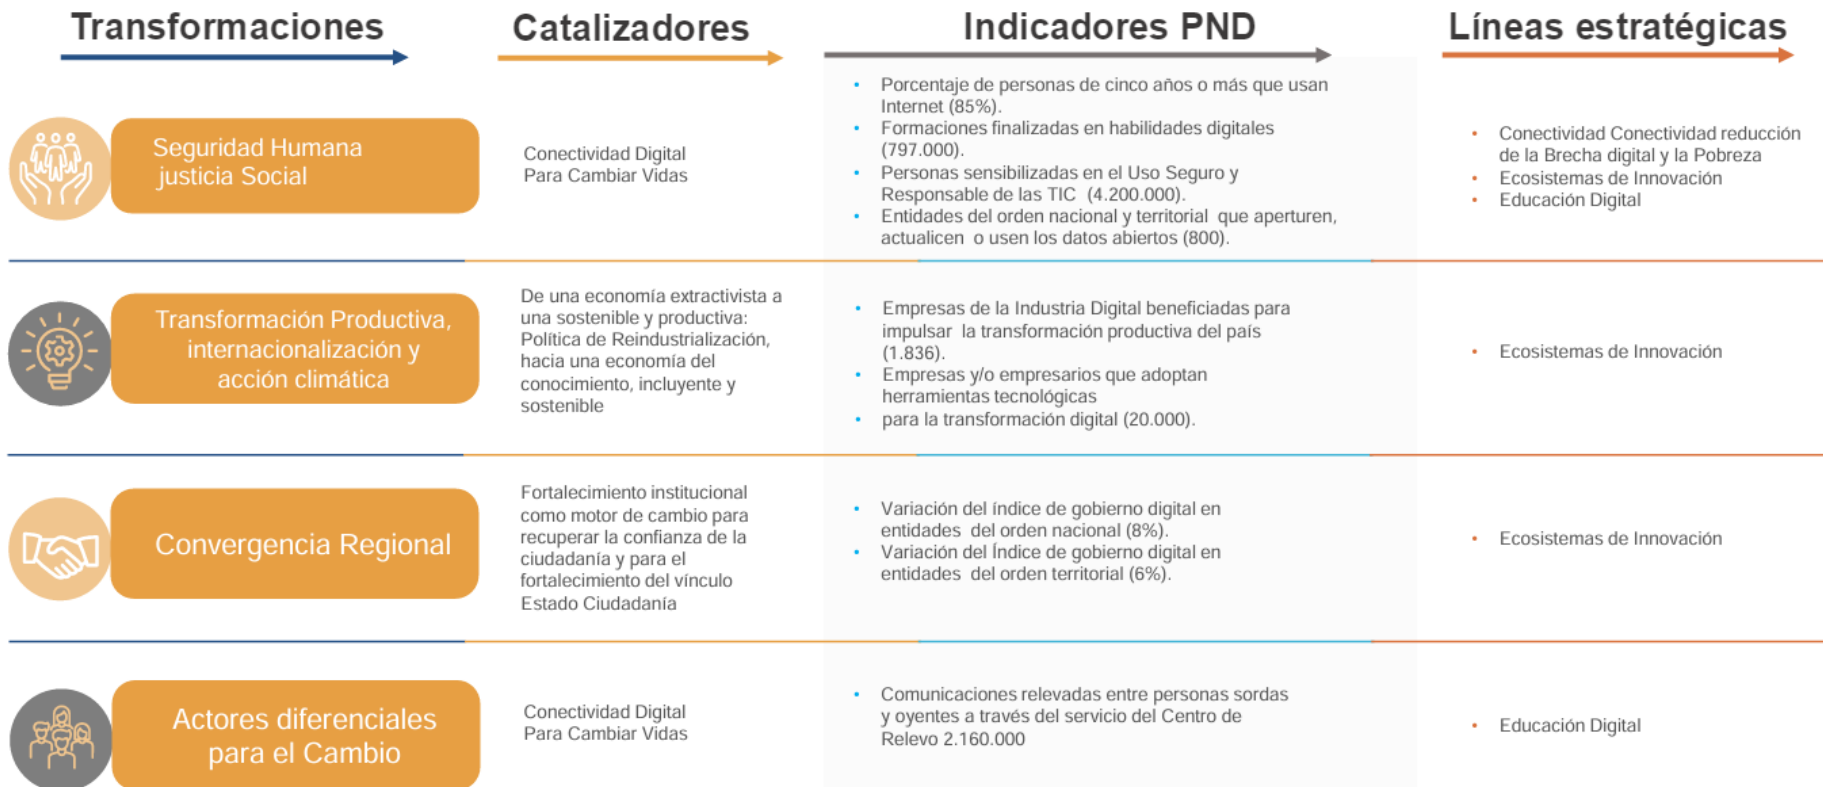 Transformaciones
Catalizadores
Indicadores PND
Líneas estratégicas
Seguridad Humana
justicia Social
Conectividad Digital
Para Cambiar Vidas
• Porcentaje de personas de cinco años o más que usan
Internet (85%).
• Formaciones finalizadas en habilidades digitales
(797.000).
• Personas sensibilizadas en el Uso Seguro y
Responsable de las TIC (4.200.000).
• Entidades del orden nacional y territorial que aperturen,
actualicen o usen los datos abiertos (800).
• Conectividad Conectividad reducción
de la Brecha digital y la Pobreza
• Ecosistemas de Innovación
• Educación Digital
Transformación Productiva,
internacionalización y
acción climática
De una economía extractivista a
una sostenible y productiva:
Política de Reindustrialización,
hacia una economía del
conocimiento, incluyente y
sostenible
• Empresas de la Industria Digital beneficiadas para
impulsar la transformación productiva del país
(1.836).
• Empresas y/o empresarios que adoptan
herramientas tecnológicas
• para la transformación digital (20.000).
• Ecosistemas de Innovación
Convergencia Regional
Fortalecimiento institucional
como motor de cambio para
recuperar la confianza de la
ciudadanía y para el
fortalecimiento del vínculo
Estado Ciudadanía
• Variación del índice de gobierno digital en
entidades del orden nacional (8%).
• Variación del Índice de gobierno digital en
entidades del orden territorial (6%).
• Ecosistemas de Innovación
Actores diferenciales
para el Cambio
Conectividad Digital
Para Cambiar Vidas
• Comunicaciones relevadas entre personas sordas
y oyentes a través del servicio del Centro de
Relevo 2.160.000
• Educación Digital